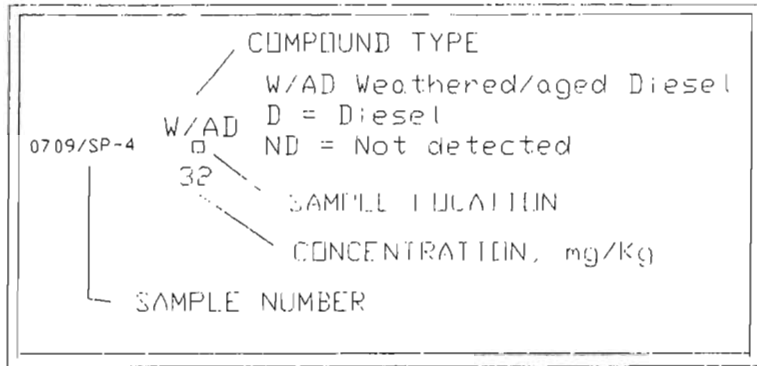 COMPOUND TYPE
W/AD Weathered/aged Diesel
D = Diesel
ND = Not detected
W/AD
0709/SP-4
32
SAMPLE LOCATION
CONCENTRATION, mg/Kg
SAMPLE NUMBER